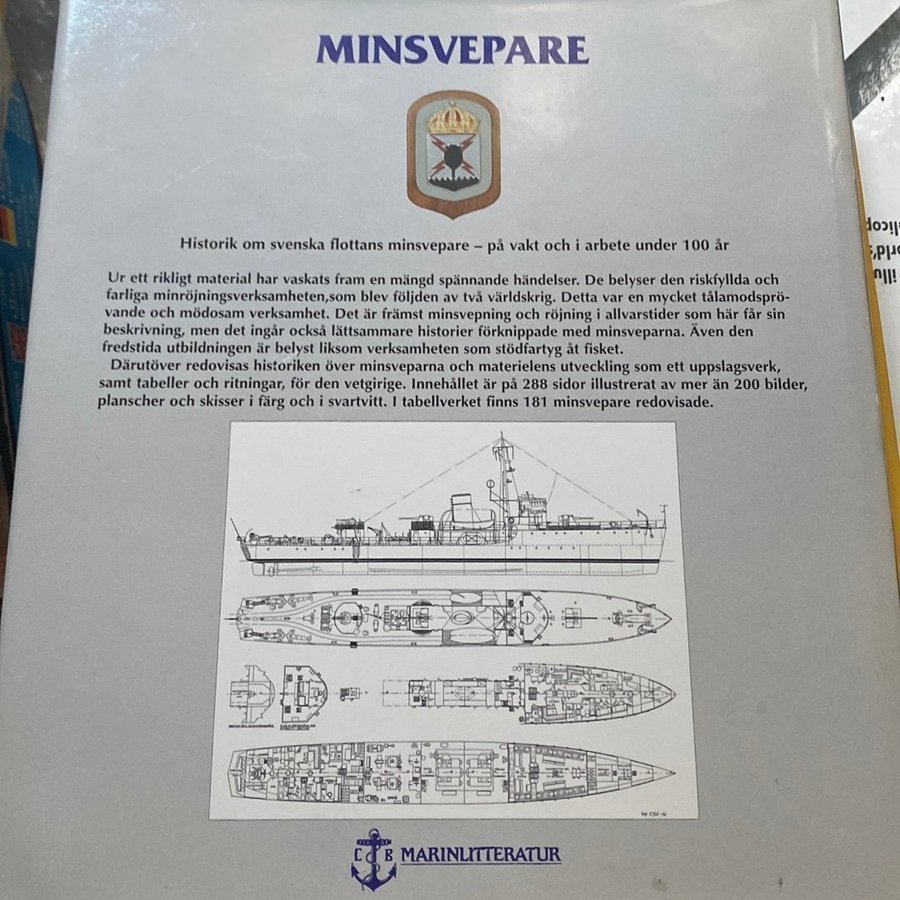 MINSVEPARE
Historik om svenska flottans minsvepare – på vakt och i arbete under 100 år
Ur ett rikligt material har vaskats fram en mängd spännande händelser. De belyser den riskfyllda och
farliga minröjningsverksamheten,som blev följden av två världskrig. Detta var en mycket tålamodsprö-
vande och mödosam verksamhet. Det är främst minsvepning och röjning i allvarstider som här får sin
beskrivning, men det ingår också lättsammare historier förknippade med minsveparna. Även den
fredstida utbildningen är belyst liksom verksamheten som stödfartyg åt fisket.
Därutöver redovisas historiken över minsveparna och materielens utveckling som ett uppslagsverk,
samt tabeller och ritningar, för den vetgirige. Innehållet är på 288 sidor illustrerat av mer än 200 bilder,
planscher och skisser i färg och i svartvitt. I tabellverket finns 181 minsvepare redovisade.
C B MARINLITTERATUR